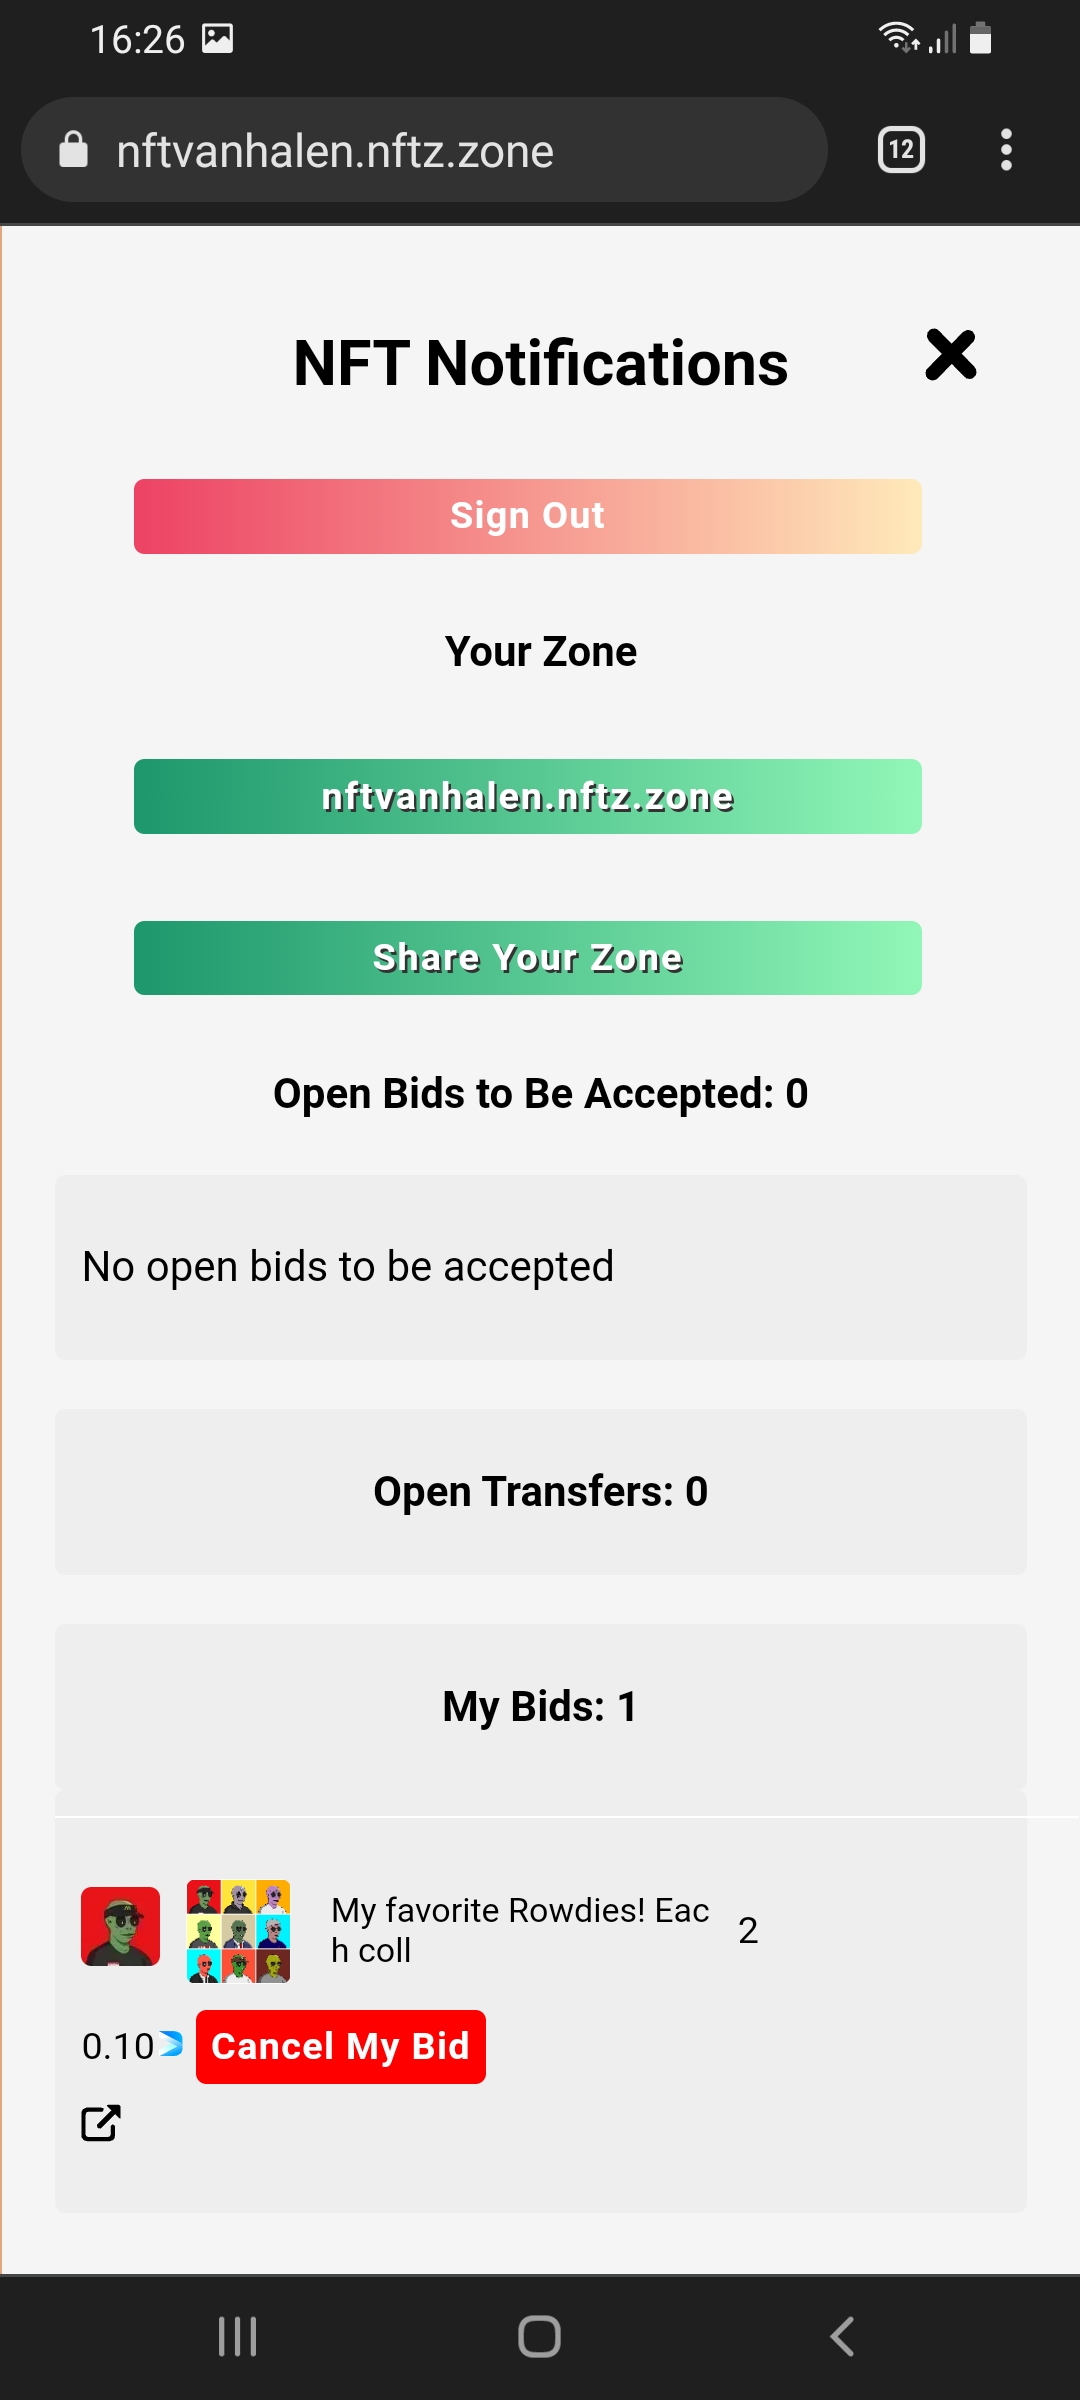 16:26
nftvanhalen.nftz.zone
12
NFT Notifications
Sign Out
Your Zone
nftvanhalen.nftz.zone
Share Your Zone
Open Bids to Be Accepted: 0
No open bids to be accepted
Open Transfers: 0
My Bids: 1
My favorite Rowdies! Eac
h coll
2
0.10
Cancel My Bid